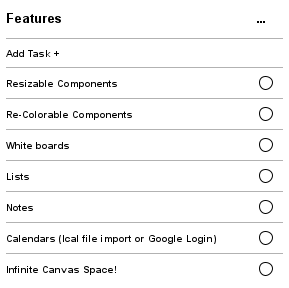 Features ...
Add Task +
Resizable Components
Re-Colorable Components
White boards
Lists
Notes
Calendars (Ical file import or Google Login)
Infinite Canvas Space!